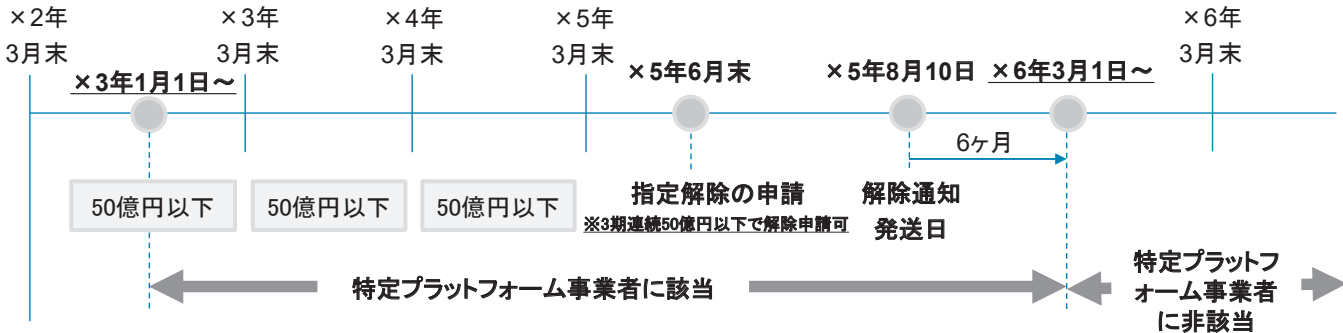 ×2年
3月末
×3年
3月末
×4年
3月末
×5年
3月末
×6年
3月末
×3年1月1日～
×5年6月末
×5年8月10日
×6年3月1日～
6ヶ月
50億円以下
50億円以下
50億円以下
指定解除の申請
※3期連続50億円以下で解除申請可
解除通知
発送日
特定プラットフォーム事業者に該当
特定プラットフ
ォーム事業者
に非該当